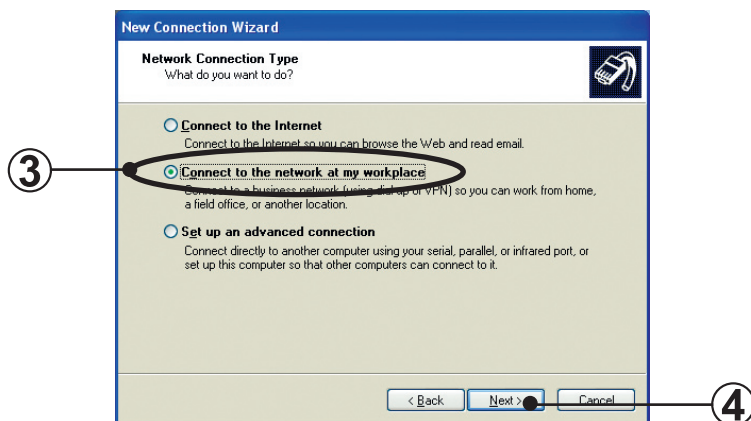 New Connection Wizard
Network Connection Type
What do you want to do?
Connect to the Internet
Connect to the Internet so you can browse the Web and read email.
3
Connect to the network at my workplace
Connect to a business network (using dial-up or VPN) so you can work from home,
a field office, or another location.
Set up an advanced connection
Connect directly to another computer using your serial, parallel, or infrared port, or
set up this computer so that other computers can connect to it.
< Back Next > Cancel
4